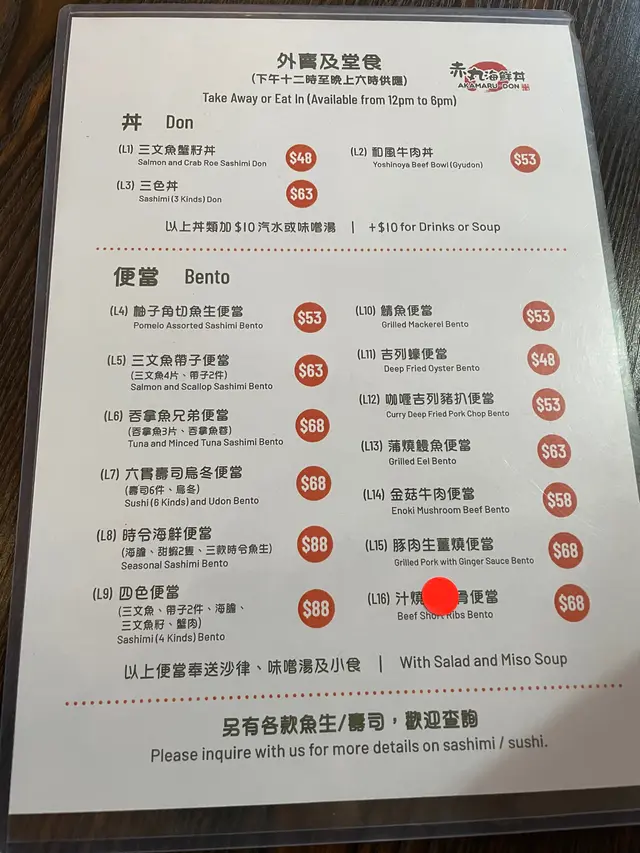 外賣及堂食
(下午十二時至晚上六時供應)
Take Away or Eat In (Available from 12pm to 6pm)
赤丸海鮮丼
AKAMARU DON
丼 Don
(L1) 三文魚蟹籽丼 $48
Salmon and Crab Roe Sashimi Don
(L2) 和風牛肉丼 $53
Yoshinoya Beef Bowl (Gyudon)
(L3) 三色丼 $63
Sashimi (3 Kinds) Don
以上丼類加 $10 汽水或味噌湯 | +$10 for Drinks or Soup
便當 Bento
(L4) 柚子角切魚生便當 $53
Pomelo Assorted Sashimi Bento
(L5) 三文魚帶子便當 $63
(三文魚4片、帶子2件)
Salmon and Scallop Sashimi Bento
(L6) 吞拿魚兄弟便當 $68
(吞拿魚3片、吞拿魚蓉)
Tuna and Minced Tuna Sashimi Bento
(L7) 六貫壽司烏冬便當 $68
(壽司6件、烏冬)
Sushi (6 Kinds) and Udon Bento
(L8) 時令海鮮便當 $88
(海膽、甜蝦2隻、三款時令魚生)
Seasonal Sashimi Bento
(L9) 四色便當 $88
(三文魚、帶子2件、海膽、
三文魚籽、蟹肉)
Sashimi (4 Kinds) Bento
(L10) 鯖魚便當 $53
Grilled Mackerel Bento
(L11) 吉列蠔便當 $48
Deep Fried Oyster Bento
(L12) 咖喱吉列豬扒便當 $53
Curry Deep Fried Pork Chop Bento
(L13) 蒲燒鰻魚便當 $63
Grilled Eel Bento
(L14) 金菇牛肉便當 $58
Enoki Mushroom Beef Bento
(L15) 豚肉生薑燒便當 $68
Grilled Pork with Ginger Sauce Bento
(L16) 汁燒 骨便當 $68
Beef Short Ribs Bento
以上便當奉送沙律、味噌湯及小食 | With Salad and Miso Soup
另有各款魚生/壽司，歡迎查詢
Please inquire with us for more details on sashimi / sushi.